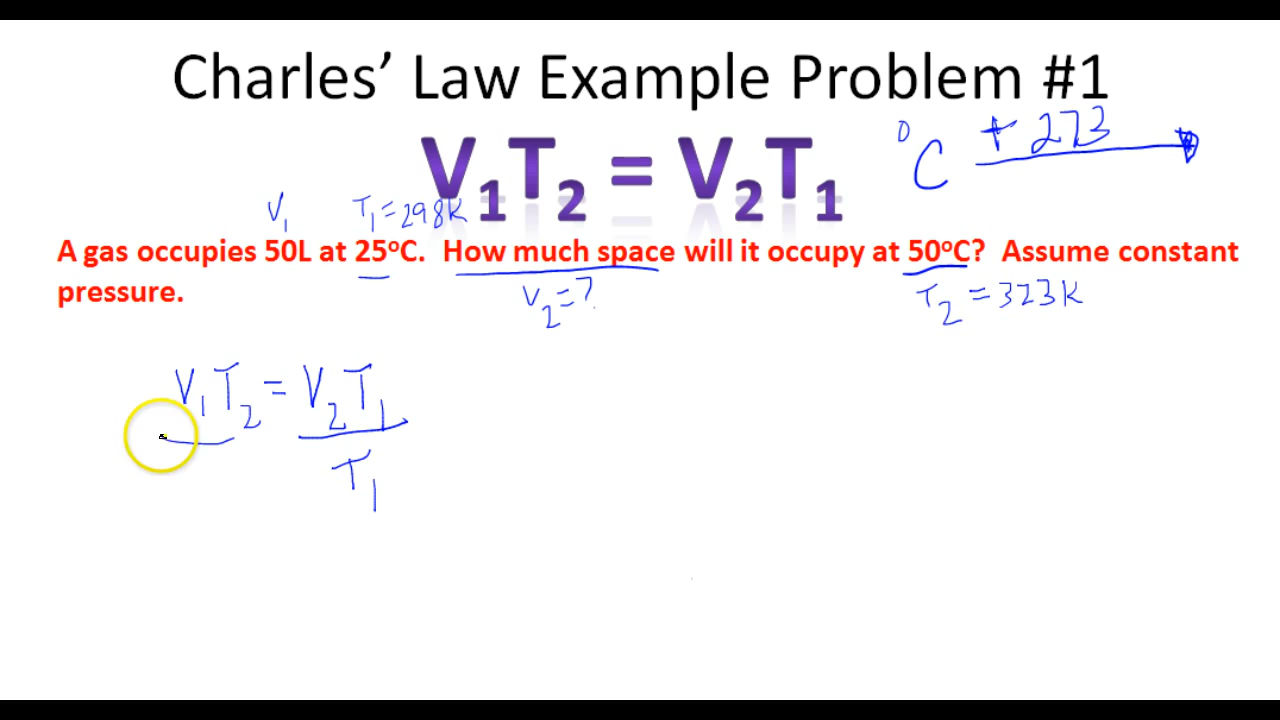 Charles’ Law Example Problem #1
°C + 273
V₁T₂ = V₂T₁
V₁ T₁ = 298K
A gas occupies 50L at 25°C. How much space will it occupy at 50°C? Assume constant
pressure.
V₂ = ? T₂ = 323K
V₁T₂ = V₂T₁
T₁